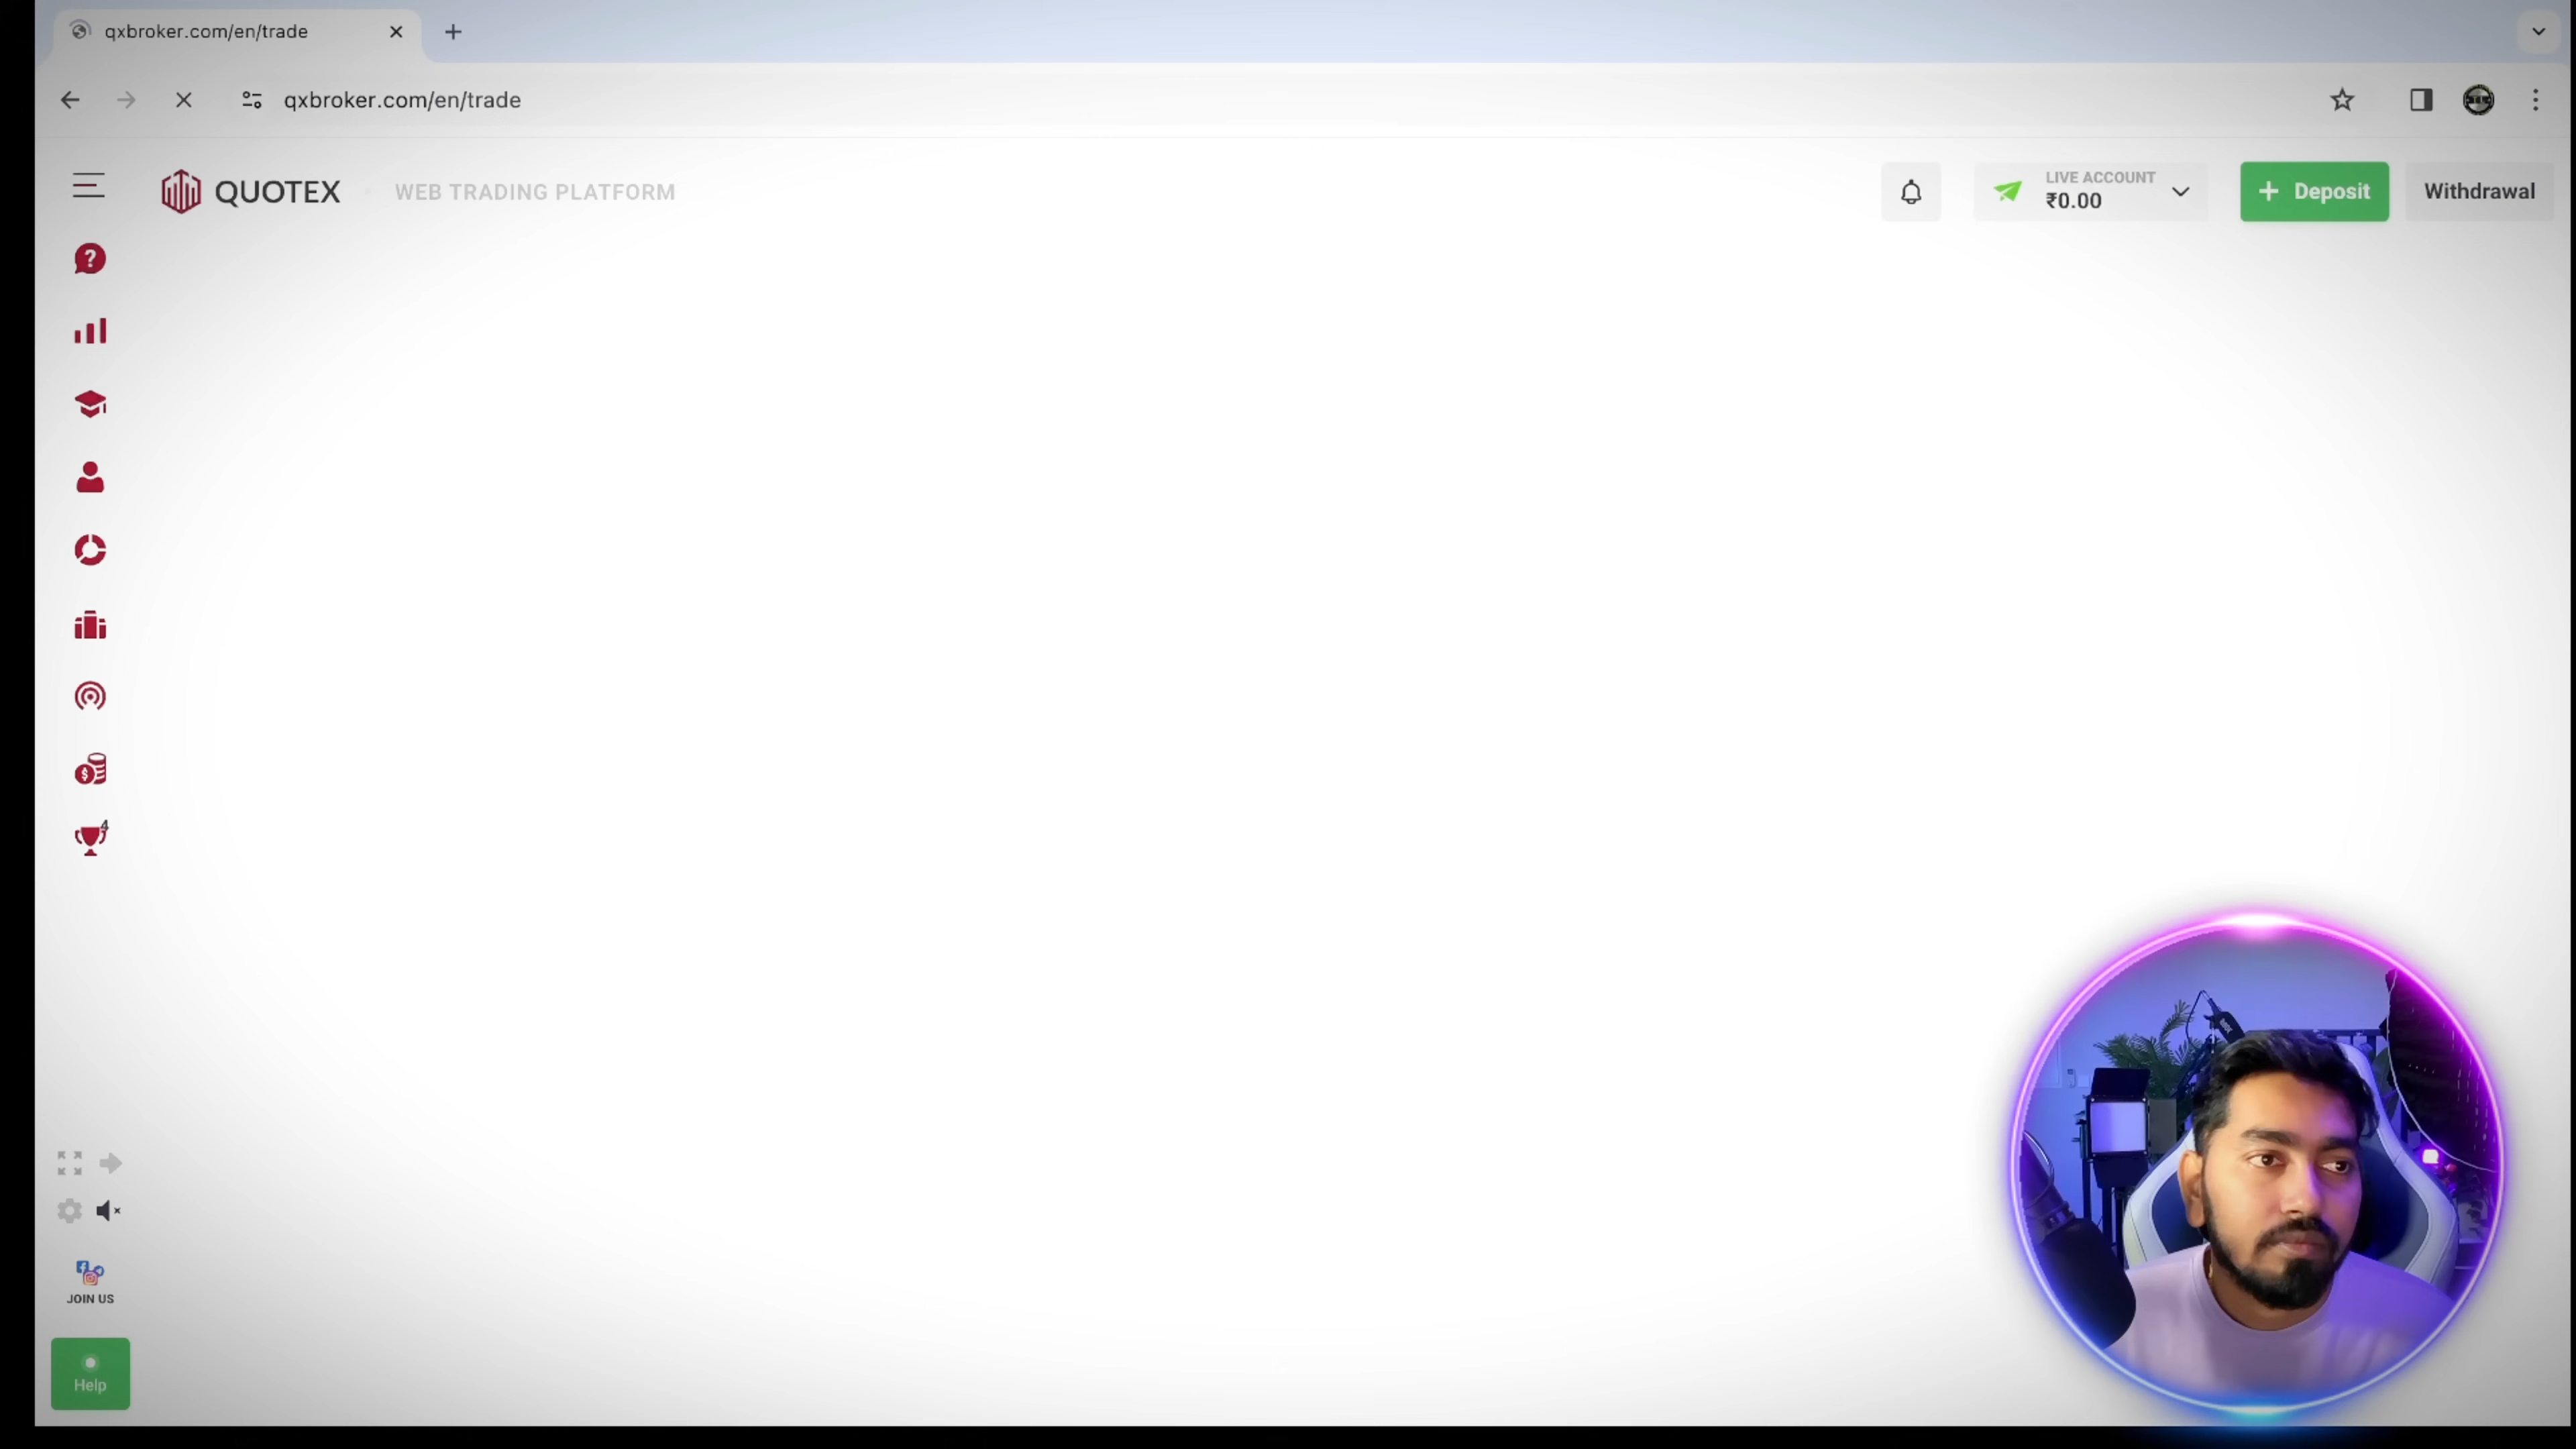 qxbroker.com/en/trade
qxbroker.com/en/trade
QUOTEX
WEB TRADING PLATFORM
LIVE ACCOUNT
₹0.00
+ Deposit
Withdrawal
4
JOIN US
Help